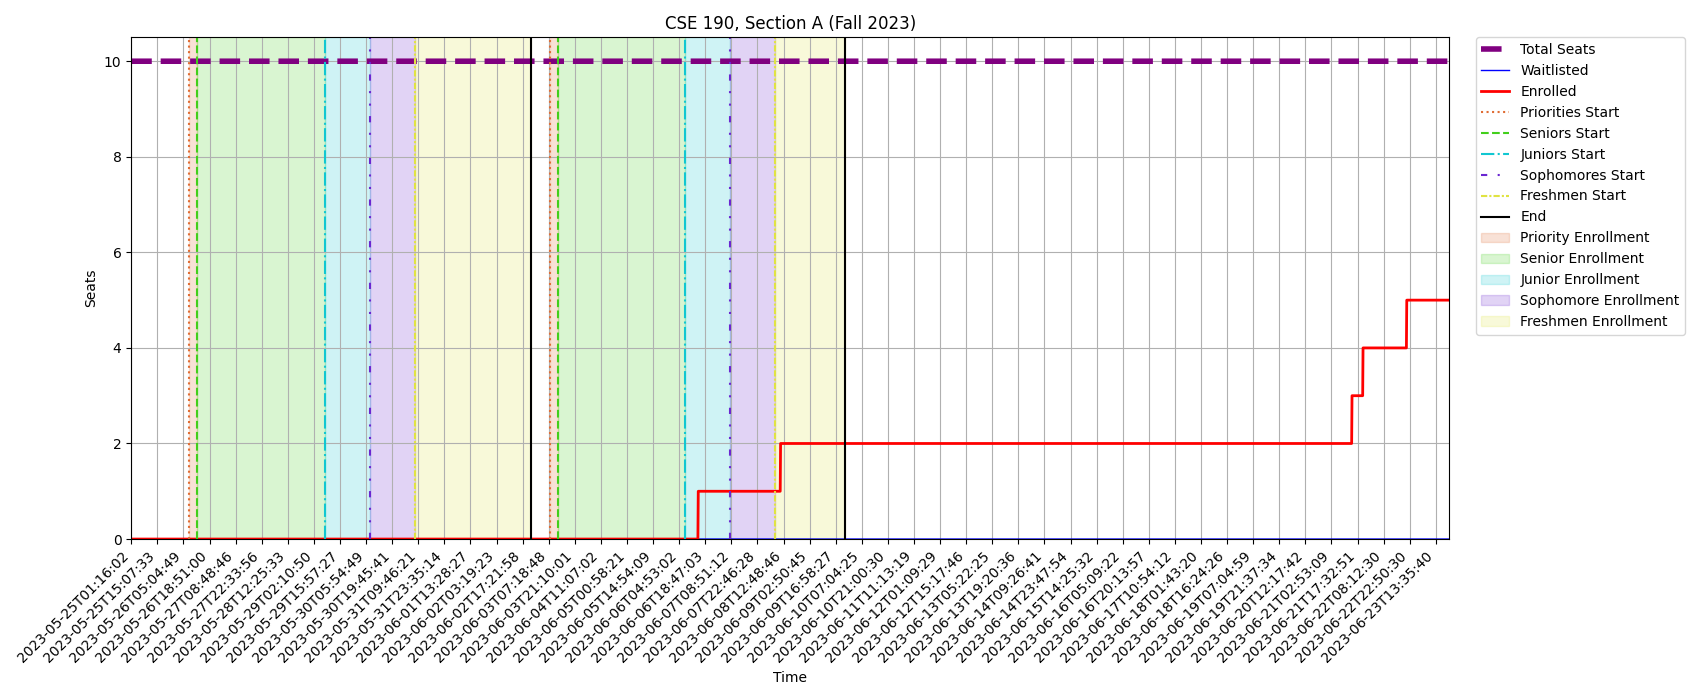 CSE 190, Section A (Fall 2023)
Seats
10
8
6
4
2
0
2023-05-25T01:16:02
2023-05-25T15:07:33
2023-05-26T05:04:49
2023-05-26T18:51:00
2023-05-27T08:48:46
2023-05-27T22:33:56
2023-05-28T12:25:33
2023-05-29T02:10:50
2023-05-29T15:57:27
2023-05-30T05:54:49
2023-05-30T19:45:41
2023-05-31T09:46:21
2023-05-31T23:35:14
2023-06-01T13:28:27
2023-06-02T03:19:23
2023-06-02T17:21:58
2023-06-03T07:18:48
2023-06-03T21:10:01
2023-06-04T11:07:02
2023-06-05T00:58:21
2023-06-05T14:54:09
2023-06-06T04:53:02
2023-06-06T18:47:03
2023-06-07T08:51:12
2023-06-07T22:46:28
2023-06-08T12:48:46
2023-06-09T02:50:45
2023-06-09T16:58:27
2023-06-10T07:04:25
2023-06-10T21:00:30
2023-06-11T11:13:19
2023-06-12T01:09:29
2023-06-12T15:17:46
2023-06-13T05:22:25
2023-06-13T19:20:36
2023-06-14T09:26:41
2023-06-14T23:47:54
2023-06-15T14:25:32
2023-06-16T05:09:22
2023-06-16T20:13:57
2023-06-17T10:54:12
2023-06-18T01:43:20
2023-06-18T16:24:26
2023-06-19T07:04:59
2023-06-19T21:37:34
2023-06-20T12:17:42
2023-06-21T02:53:09
2023-06-21T17:32:51
2023-06-22T08:12:30
2023-06-22T22:50:30
2023-06-23T13:35:40
Time
Total Seats
Waitlisted
Enrolled
Priorities Start
Seniors Start
Juniors Start
Sophomores Start
Freshmen Start
End
Priority Enrollment
Senior Enrollment
Junior Enrollment
Sophomore Enrollment
Freshmen Enrollment